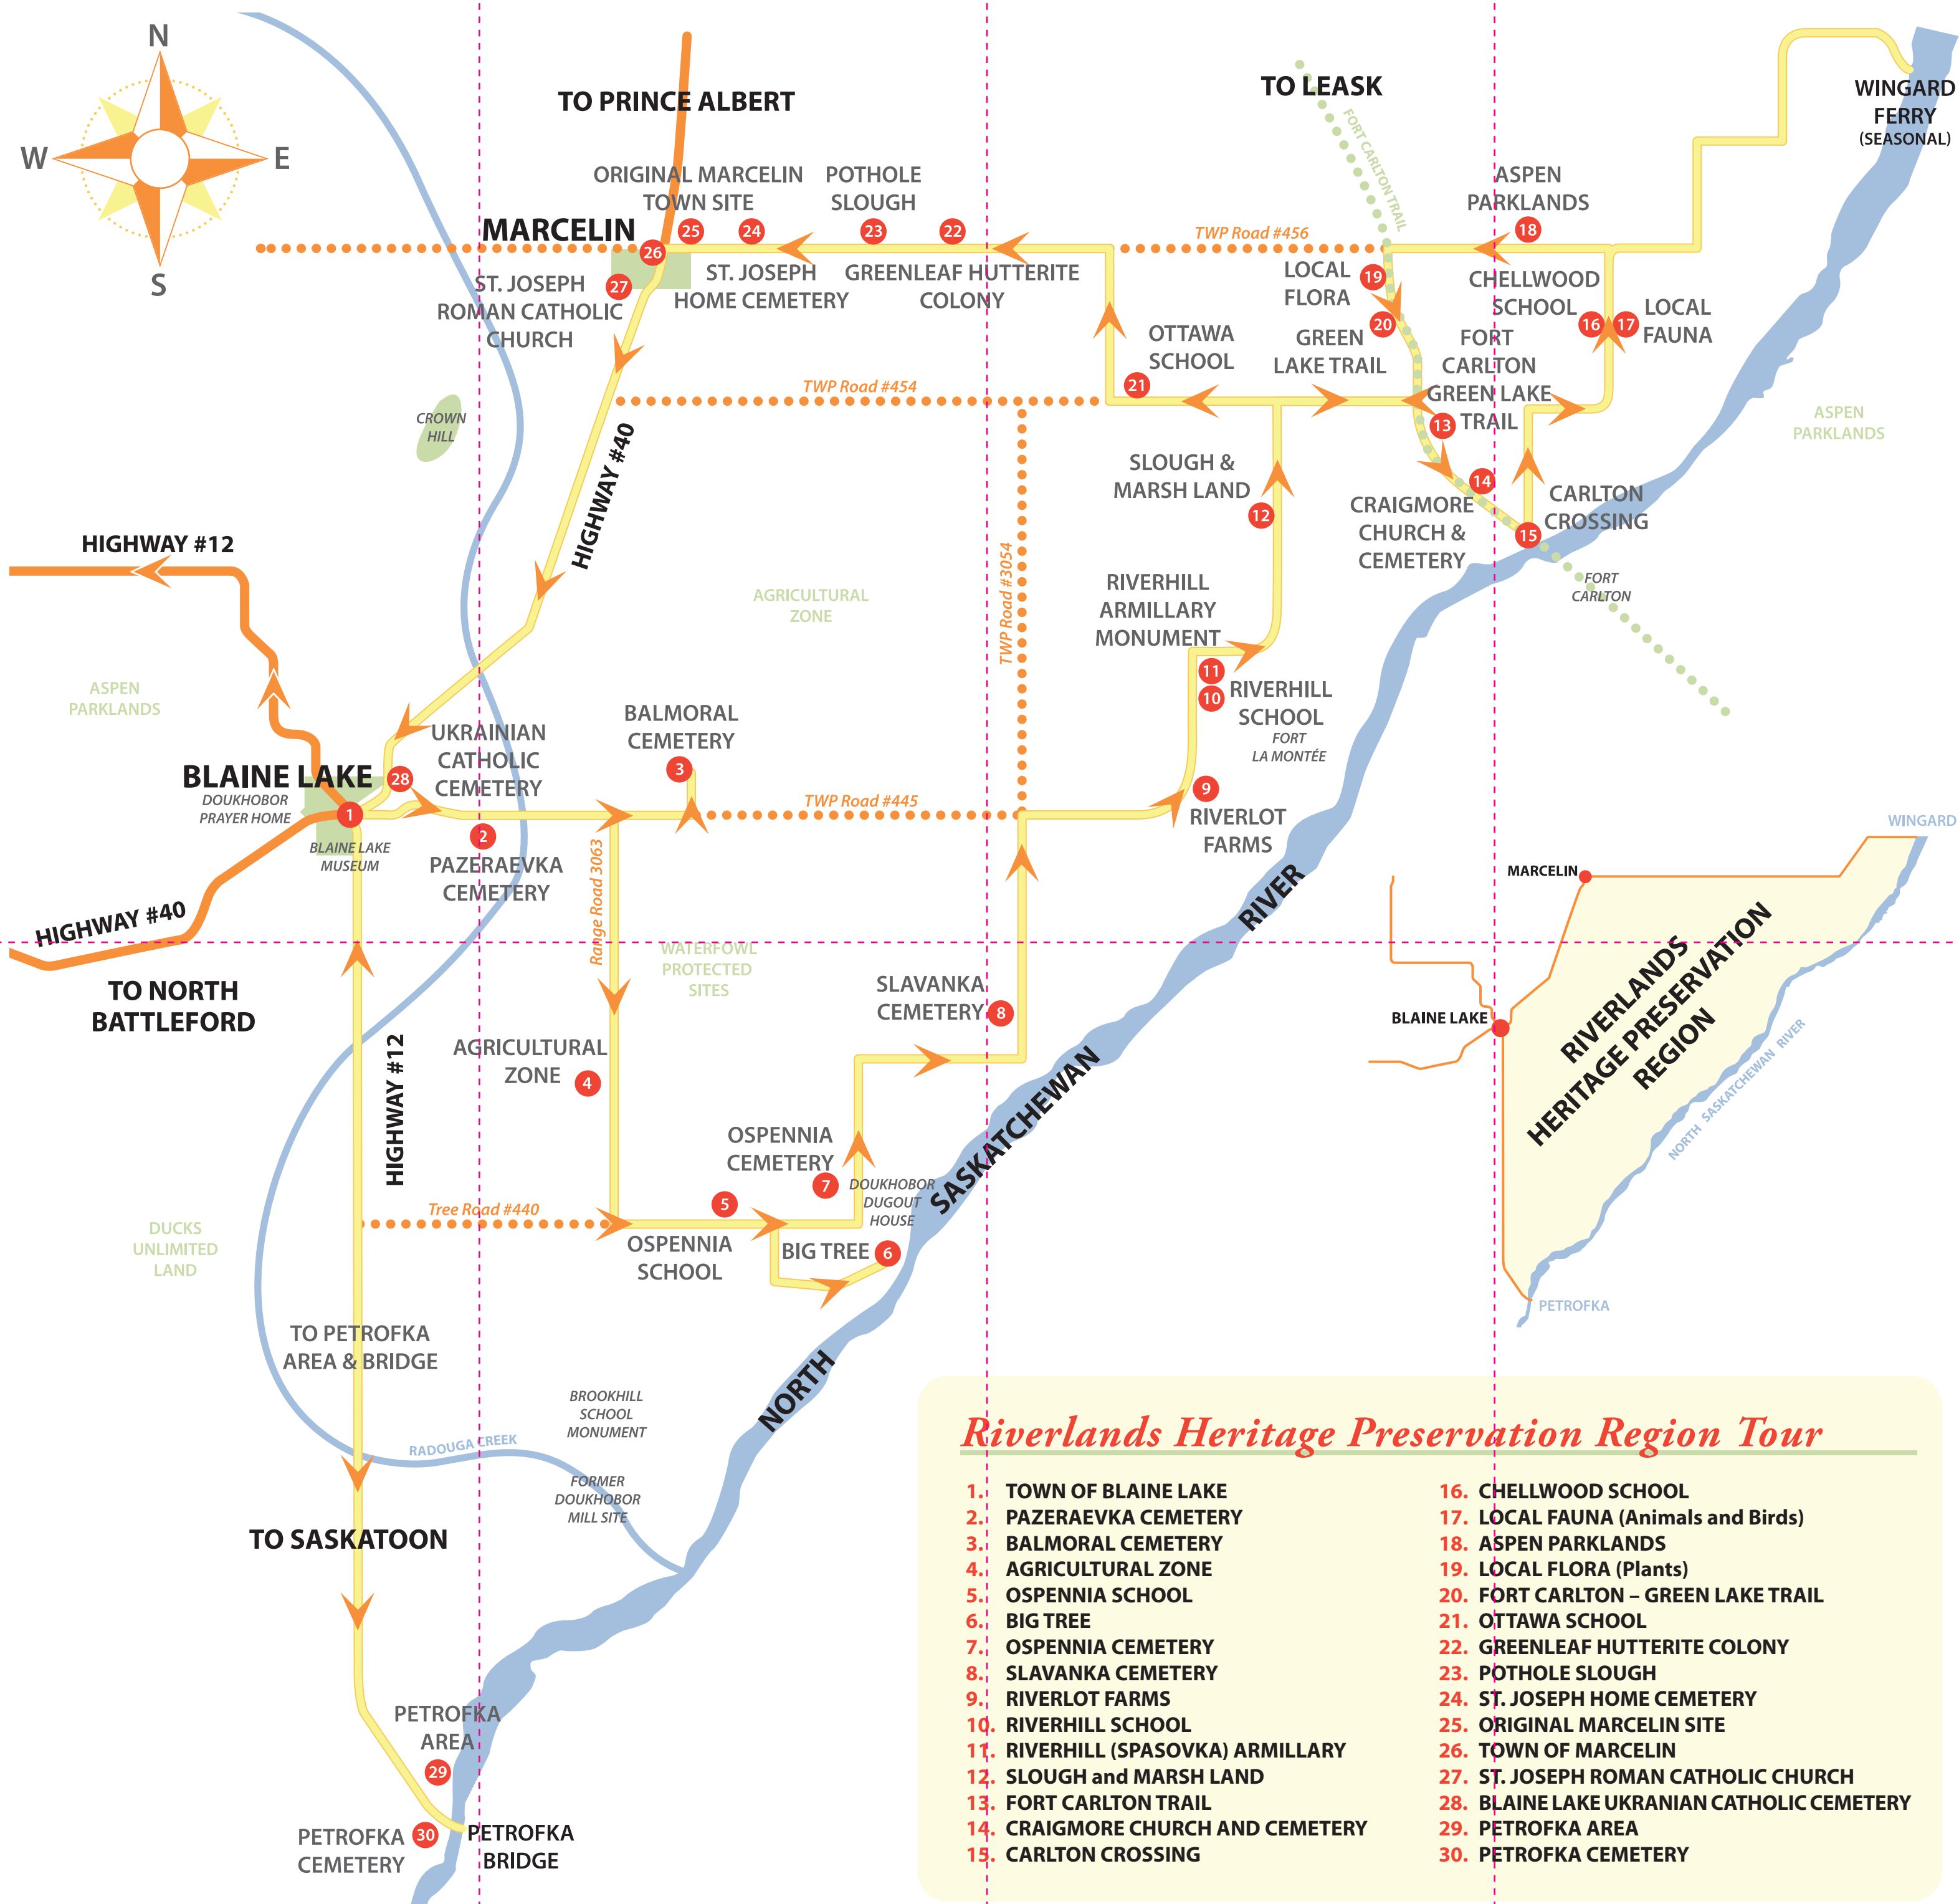 N
W
E
S
TO PRINCE ALBERT
TO LEASK
FORT CARLTON TRAIL
WINGARD
FERRY
(SEASONAL)
ORIGINAL MARCELIN
TOWN SITE
POTHOLE
SLOUGH
ASPEN
PARKLANDS
MARCELIN
25
24
23
22
18
26
TWP Road #456
27
ST. JOSEPH
ROMAN CATHOLIC
CHURCH
ST. JOSEPH
HOME CEMETERY
GREENLEAF HUTTERITE
COLONY
LOCAL
FLORA
19
CHELLWOOD
SCHOOL
16
17
LOCAL
FAUNA
20
GREEN
LAKE TRAIL
OTTAWA
SCHOOL
21
FORT
CARLTON
GREEN LAKE
TRAIL
13
TWP Road #454
CROWN
HILL
ASPEN
PARKLANDS
HIGHWAY #40
SLOUGH &
MARSH LAND
12
14
CRAIGMORE
CHURCH &
CEMETERY
CARLTON
CROSSING
15
FORT
CARLTON
HIGHWAY #12
TWP Road #3054
AGRICULTURAL
ZONE
RIVERHILL
ARMILLARY
MONUMENT
11
10
RIVERHILL
SCHOOL
FORT
LA MONTÉE
ASPEN
PARKLANDS
BALMORAL
CEMETERY
3
UKRAINIAN
CATHOLIC
CEMETERY
28
BLAINE LAKE
DOUKHOBOR
PRAYER HOME
1
BLAINE LAKE
MUSEUM
2
PAZERAEVKA
CEMETERY
TWP Road #445
9
RIVERLOT
FARMS
Range Road 3063
HIGHWAY #40
TO NORTH
BATTLEFORD
WATERFOWL
PROTECTED
SITES
SLAVANKA
CEMETERY
8
HIGHWAY #12
AGRICULTURAL
ZONE
4
OSPENNIA
CEMETERY
7
DOUKHOBOR
DUGOUT
HOUSE
5
Tree Road #440
OSPENNIA
SCHOOL
BIG TREE
6
DUCKS
UNLIMITED
LAND
NORTH
SASKATCHEWAN
RIVER
WINGARD
MARCELIN
BLAINE LAKE
RIVERLANDS
HERITAGE PRESERVATION
REGION
NORTH SASKATCHEWAN RIVER
PETROFKA
TO PETROFKA
AREA & BRIDGE
BROOKHILL
SCHOOL
MONUMENT
RADOUGA CREEK
FORMER
DOUKHOBOR
MILL SITE
TO SASKATOON
PETROFKA
AREA
29
PETROFKA
CEMETERY
30
PETROFKA
BRIDGE
Riverlands Heritage Preservation Region Tour
1. TOWN OF BLAINE LAKE
2. PAZERAEVKA CEMETERY
3. BALMORAL CEMETERY
4. AGRICULTURAL ZONE
5. OSPENNIA SCHOOL
6. BIG TREE
7. OSPENNIA CEMETERY
8. SLAVANKA CEMETERY
9. RIVERLOT FARMS
10. RIVERHILL SCHOOL
11. RIVERHILL (SPASOVKA) ARMILLARY
12. SLOUGH and MARSH LAND
13. FORT CARLTON TRAIL
14. CRAIGMORE CHURCH AND CEMETERY
15. CARLTON CROSSING
16. CHELLWOOD SCHOOL
17. LOCAL FAUNA (Animals and Birds)
18. ASPEN PARKLANDS
19. LOCAL FLORA (Plants)
20. FORT CARLTON – GREEN LAKE TRAIL
21. OTTAWA SCHOOL
22. GREENLEAF HUTTERITE COLONY
23. POTHOLE SLOUGH
24. ST. JOSEPH HOME CEMETERY
25. ORIGINAL MARCELIN SITE
26. TOWN OF MARCELIN
27. ST. JOSEPH ROMAN CATHOLIC CHURCH
28. BLAINE LAKE UKRANIAN CATHOLIC CEMETERY
29. PETROFKA AREA
30. PETROFKA CEMETERY